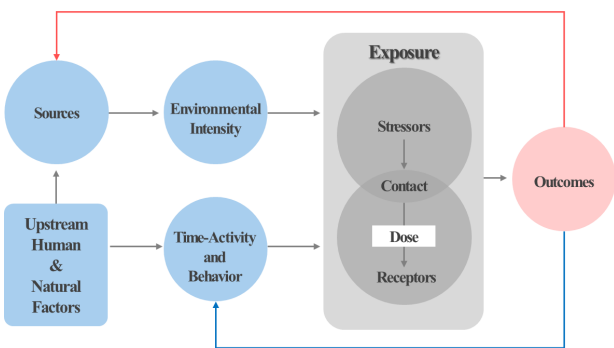 Exposure
Sources
Environmental
Intensity
Stressors
Contact
Outcomes
Upstream
Human
&
Natural
Factors
Time-Activity
and
Behavior
Dose
Receptors